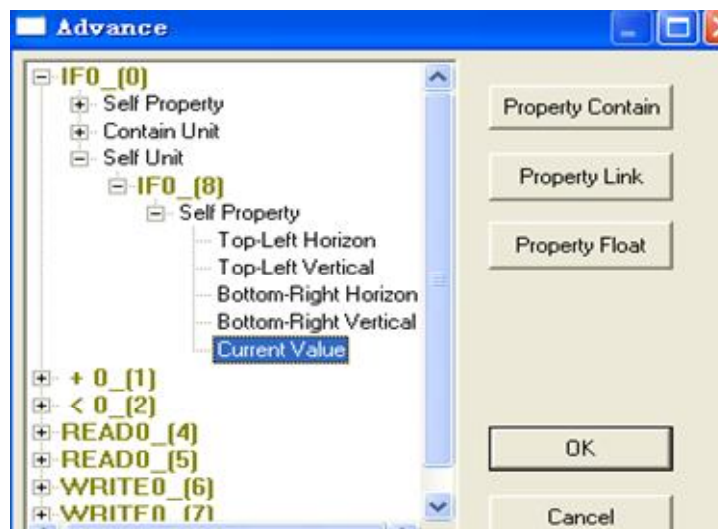 Advance
IF0_(0)
Self Property
Contain Unit
Self Unit
IF0_(8)
Self Property
Top-Left Horizon
Top-Left Vertical
Bottom-Right Horizon
Bottom-Right Vertical
Current Value
+ 0_(1)
< 0_(2)
READ0_(4)
READ0_(5)
WRITE0_(6)
WRITE0_(7)
Property Contain
Property Link
Property Float
OK
Cancel